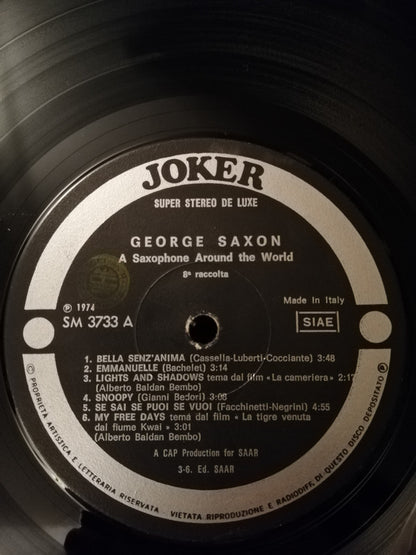 JOKER
SUPER STEREO DE LUXE
GEORGE SAXON
A Saxophone Around the World
8ª raccolta
Ⓟ 1974
SM 3733 A
Made in Italy
SIAE
1. BELLA SENZ'ANIMA (Cassella-Luberti-Cocciante) 3:48
2. EMMANUELLE (Bachelet) 3:14
3. LIGHTS AND SHADOWS tema dal film «La cameriera» 2:17
(Alberto Baldan Bembo)
4. SNOOPY (Gianni Bedori) 3:08
5. SE SAI SE PUOI SE VUOI (Facchinetti-Negrini) 4:55
6. MY FREE DAYS temá dal film « La tigre venuta
dal fiume Kwai » 3:01
(Alberto Baldan Bembo)
A CAP Production for SAAR
3-6. Ed. SAAR
© PROPRIETÀ ARTISTICA E LETTERARIA RISERVATA - VIETATA RIPRODUZIONE E RADIODIFF. DI QUESTO DISCO DEPOSITATO ®